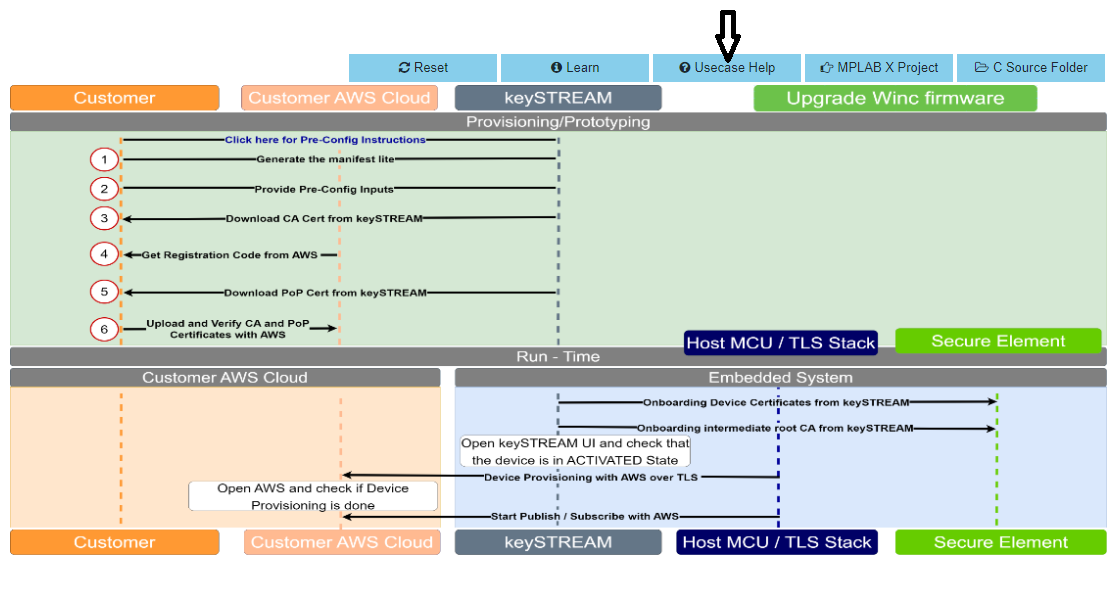 Reset
Learn
Usecase Help
MPLAB X Project
C Source Folder
Customer
Customer AWS Cloud
keySTREAM
Upgrade Winc firmware
Provisioning/Prototyping
Click here for Pre-Config Instructions
1
Generate the manifest lite
2
Provide Pre-Config Inputs
3
Download CA Cert from keySTREAM
4
Get Registration Code from AWS
5
Download PoP Cert from keySTREAM
6
Upload and Verify CA and PoP
Certificates with AWS
Host MCU / TLS Stack
Secure Element
Run - Time
Customer AWS Cloud
Embedded System
Onboarding Device Certificates from keySTREAM
Onboarding intermediate root CA from keySTREAM
Open keySTREAM UI and check that
the device is in ACTIVATED State
Device Provisioning with AWS over TLS
Open AWS and check if Device
Provisioning is done
Start Publish / Subscribe with AWS
Customer
Customer AWS Cloud
keySTREAM
Host MCU / TLS Stack
Secure Element